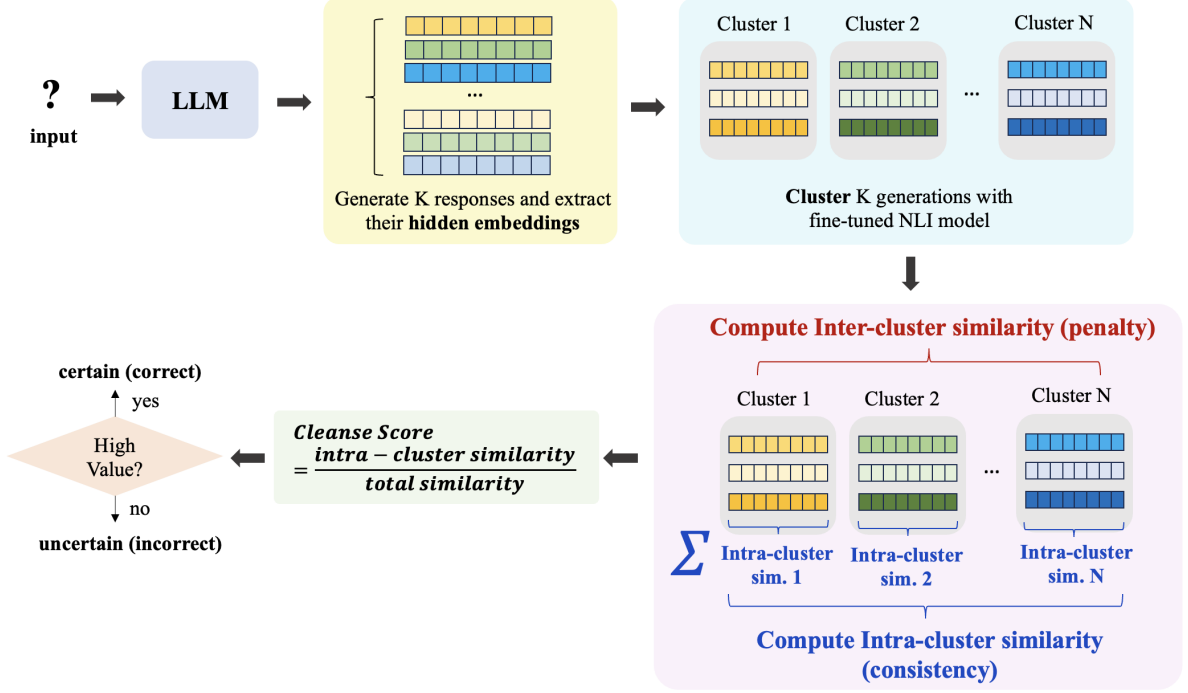 ?
input
LLM
...
Generate K responses and extract
their hidden embeddings
Cluster 1
Cluster 2
Cluster N
...
Cluster K generations with
fine-tuned NLI model
Compute Inter-cluster similarity (penalty)
Cluster 1
Cluster 2
Cluster N
...
∑
Intra-cluster
sim. 1
Intra-cluster
sim. 2
Intra-cluster
sim. N
Compute Intra-cluster similarity
(consistency)
Cleanse Score
= intra − cluster similarity
total similarity
High
Value?
yes
certain (correct)
no
uncertain (incorrect)